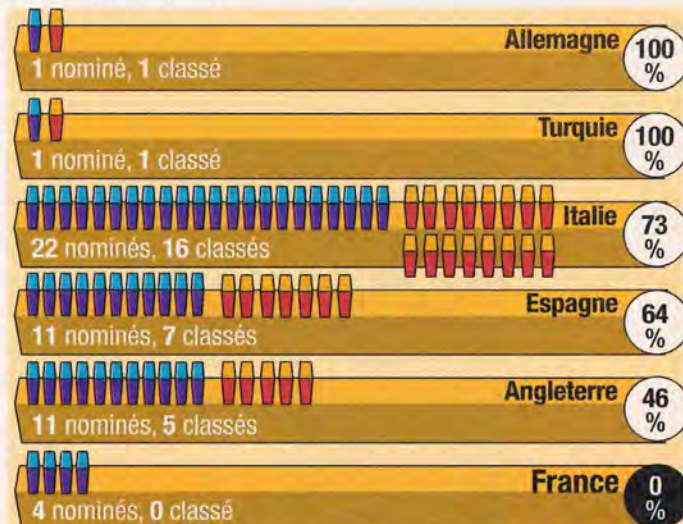 Allemagne
100
%
1 nominé, 1 classé
Turquie
100
%
1 nominé, 1 classé
Italie
73
%
22 nominés, 16 classés
Espagne
64
%
11 nominés, 7 classés
Angleterre
46
%
11 nominés, 5 classés
France
0
%
4 nominés, 0 classé